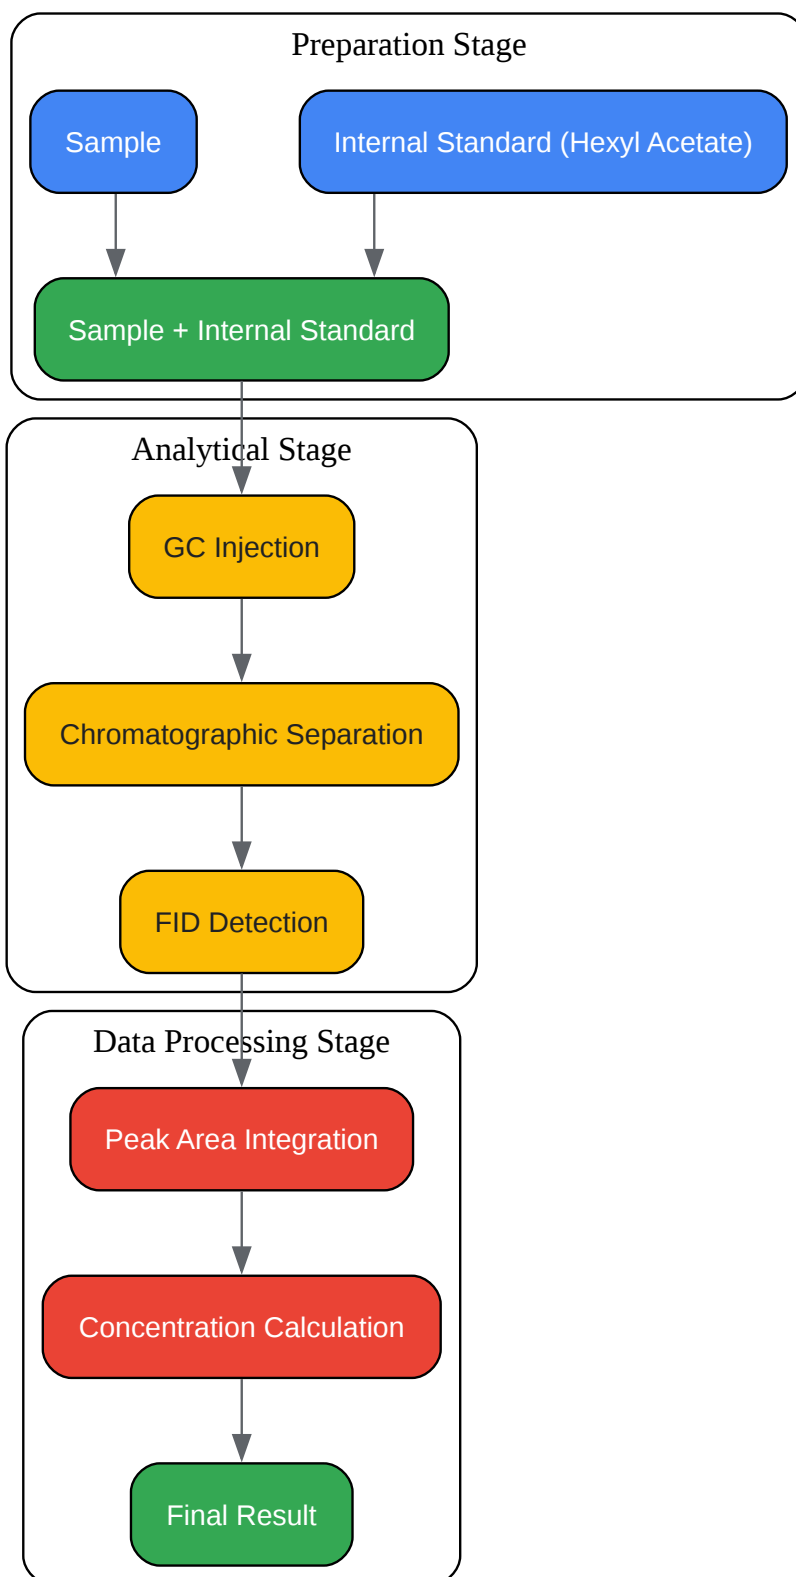 Preparation Stage
Sample
Internal Standard (Hexyl Acetate)
Sample + Internal Standard
Analytical Stage
GC Injection
Chromatographic Separation
FID Detection
Data Processing Stage
Peak Area Integration
Concentration Calculation
Final Result